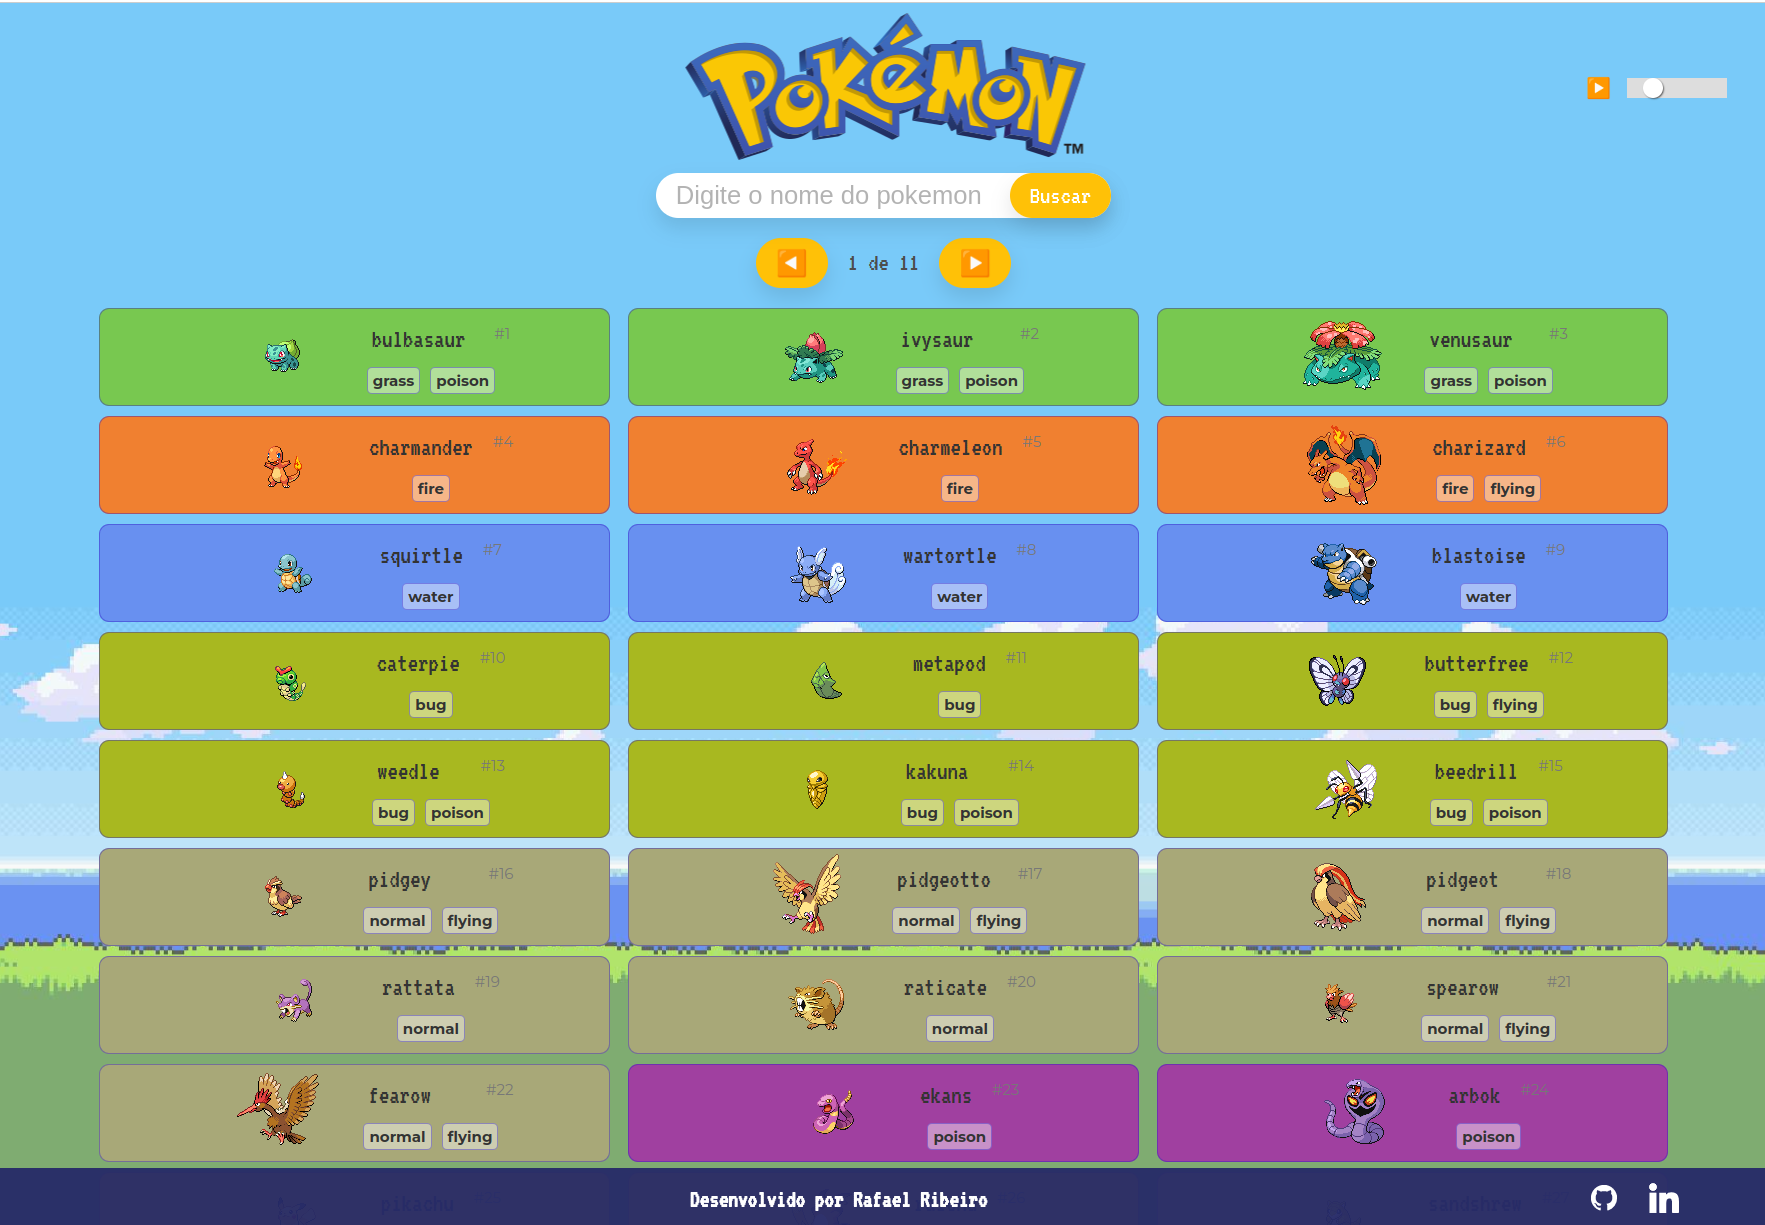 POKéMON
TM
Digite o nome do pokemon
Buscar
1 de 11
bulbasaur #1
grass poison
ivysaur #2
grass poison
venusaur #3
grass poison
charmander #4
fire
charmeleon #5
fire
charizard #6
fire flying
squirtle #7
water
wartortle #8
water
blastoise #9
water
caterpie #10
bug
metapod #11
bug
butterfree #12
bug flying
weedle #13
bug poison
kakuna #14
bug poison
beedrill #15
bug poison
pidgey #16
normal flying
pidgeotto #17
normal flying
pidgeot #18
normal flying
rattata #19
normal
raticate #20
normal
spearow #21
normal flying
fearow #22
normal flying
ekans #23
poison
arbok #24
poison
pikachu
sandshrew
Desenvolvido por Rafael Ribeiro
in